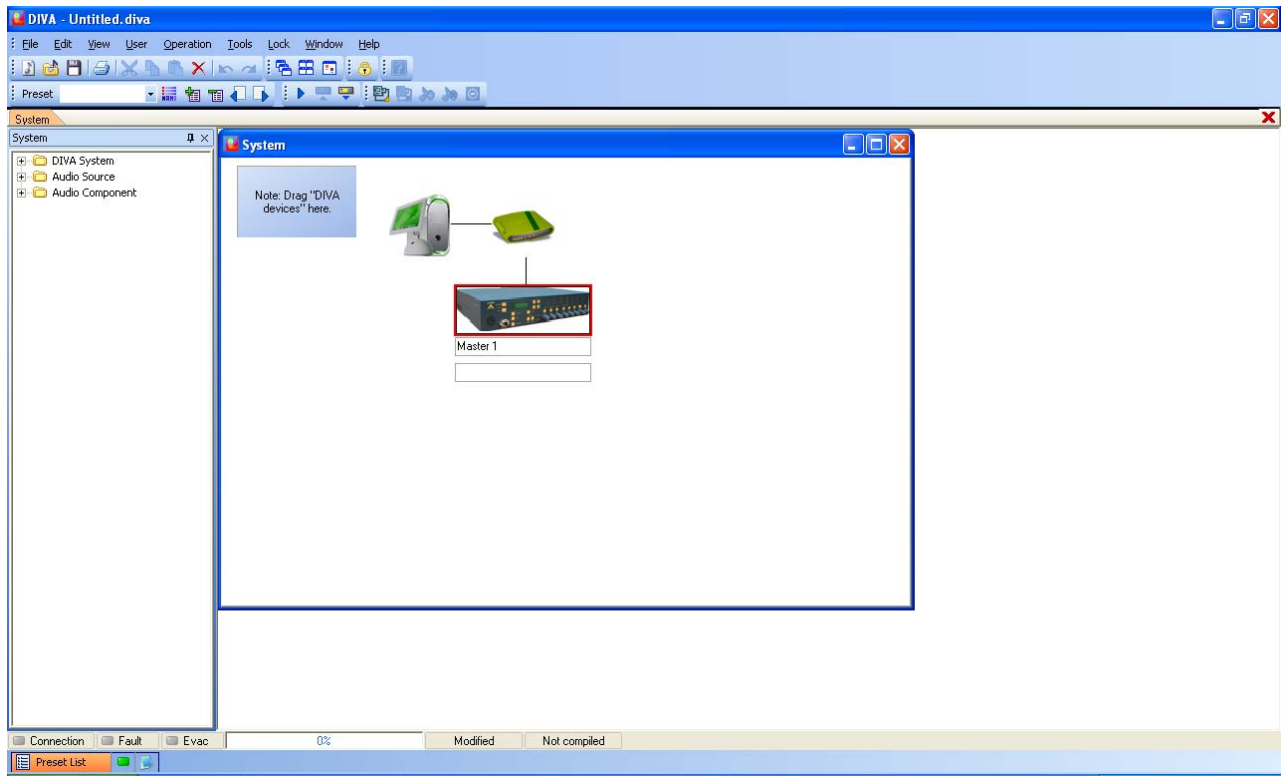 DIVA - Untitled.diva
File Edit View User Operation Tools Lock Window Help
Preset
System
System
DIVA System
Audio Source
Audio Component
System
Note: Drag "DIVA
devices" here.
Master 1
Connection Fault Evac 0% Modified Not compiled
Preset List